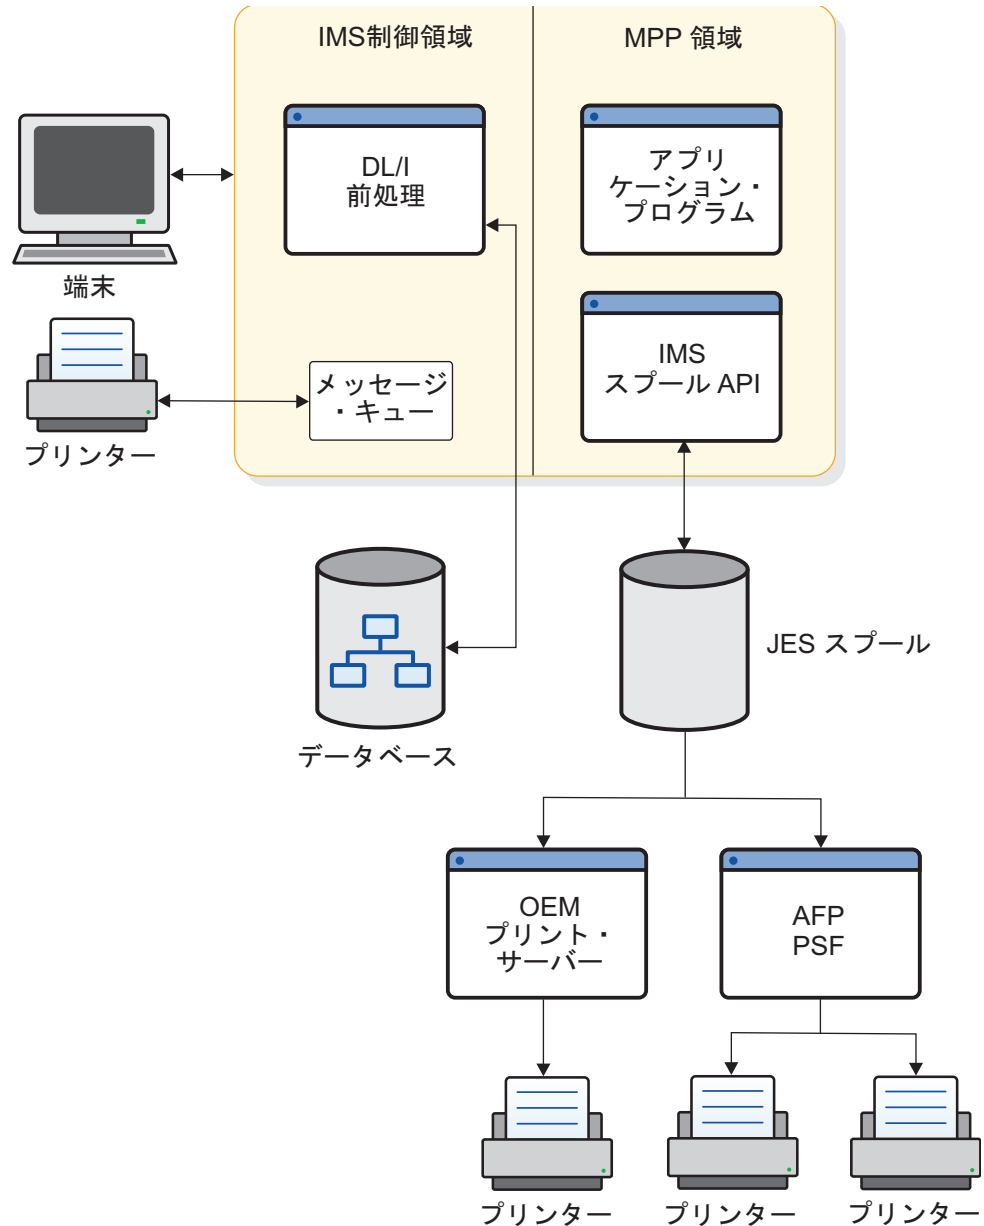 IMS制御領域
MPP 領域
DL/I
前処理
アプリ
ケーション・
プログラム
端末
IMS
スプール API
メッセージ
・キュー
プリンター
JES スプール
データベース
OEM
プリント・
サーバー
AFP
PSF
プリンター
プリンター
プリンター